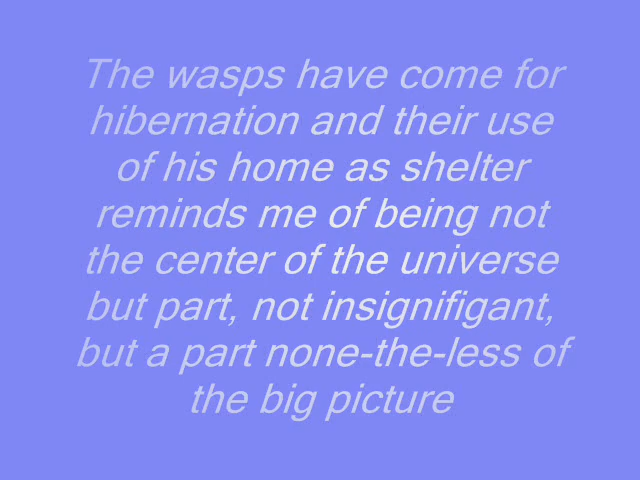 The wasps have come for
hibernation and their use
of his home as shelter
reminds me of being not
the center of the universe
but part, not insignifigant,
but a part none-the-less of
the big picture